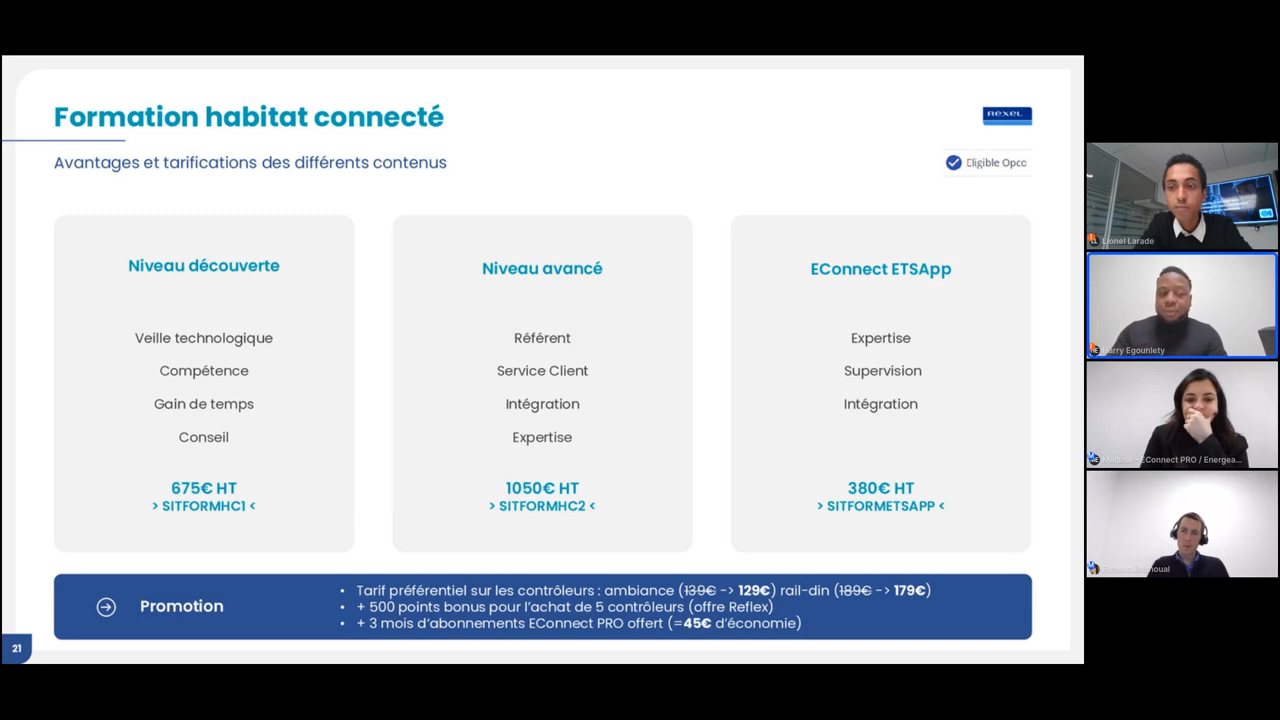 Formation habitat connecté
REXEL
Avantages et tarifications des différents contenus
Eligible Opco
Niveau découverte
Veille technologique
Compétence
Gain de temps
Conseil
675€ HT
> SITFORMHC1 <
Niveau avancé
Référent
Service Client
Intégration
Expertise
1050€ HT
> SITFORMHC2 <
EConnect ETSApp
Expertise
Supervision
Intégration
380€ HT
> SITFORMETSAPP <
Promotion
• Tarif préférentiel sur les contrôleurs : ambiance (139€ -> 129€) rail-din (189€ -> 179€)
• + 500 points bonus pour l'achat de 5 contrôleurs (offre Reflex)
• + 3 mois d'abonnements EConnect PRO offert (=45€ d'économie)
21
Lionel Larade
Harry Egounlety
EConnect PRO / Energea...